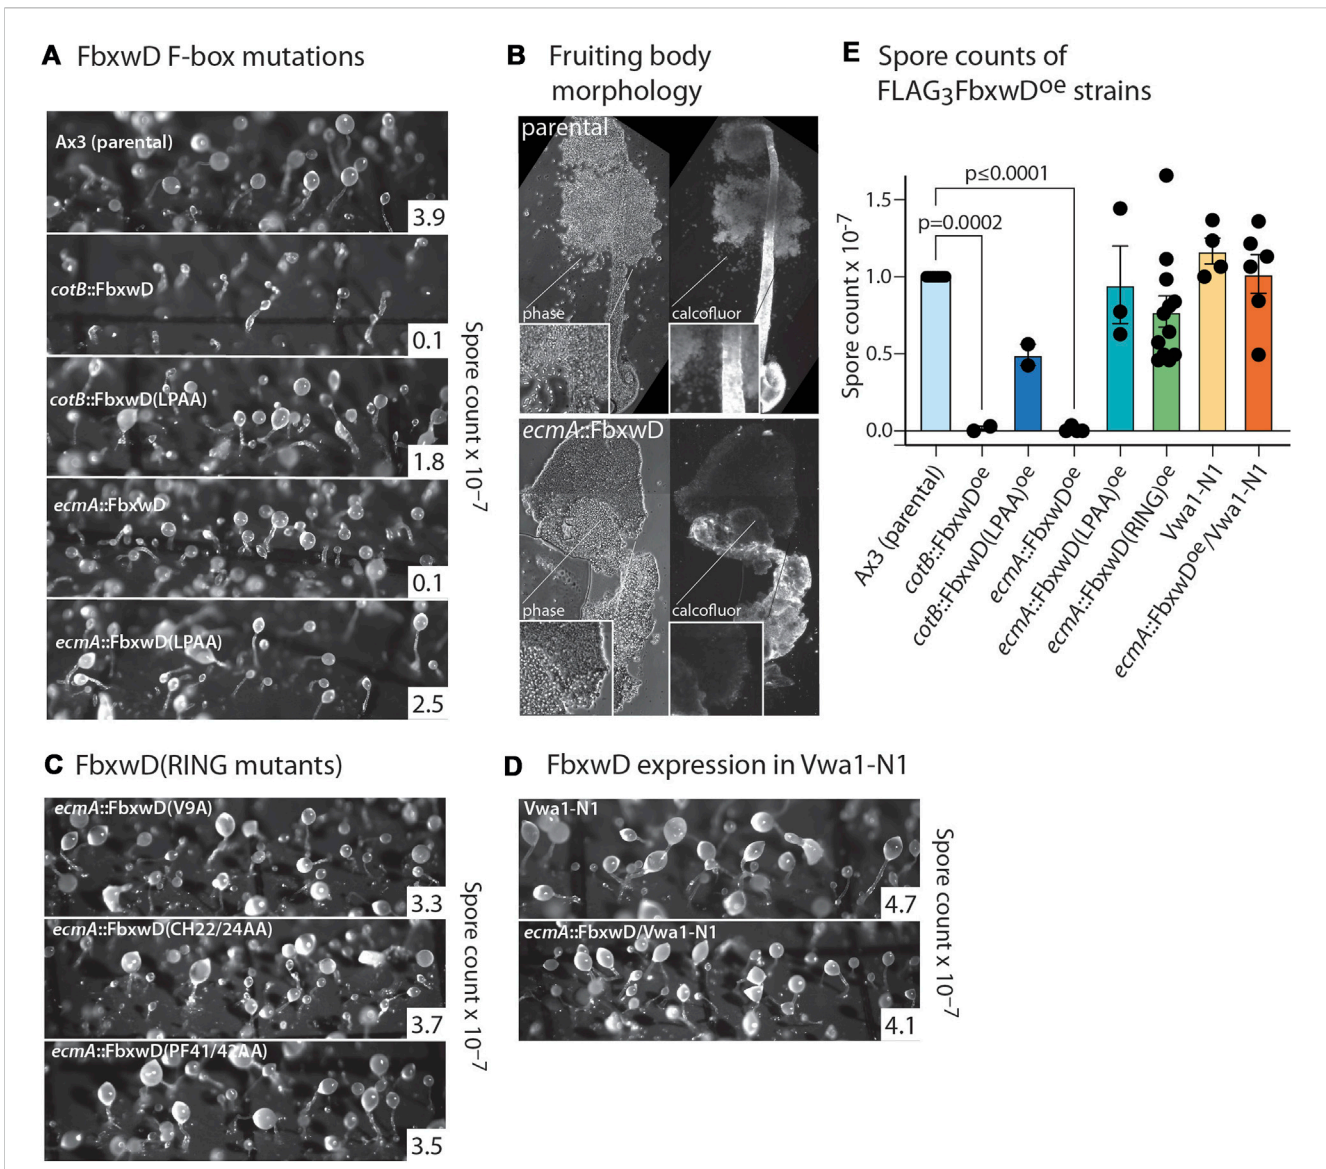 A FbxwD F-box mutations
Ax3 (parental)
3.9
cotB::FbxwD
0.1
cotB::FbxwD(LPAA)
1.8
ecmA::FbxwD
0.1
ecmA::FbxwD(LPAA)
2.5
Spore count x 10⁻⁷
B Fruiting body
morphology
parental
phase
calcofluor
ecmA::FbxwD
phase
calcofluor
C FbxwD(RING mutants)
ecmA::FbxwD(V9A)
3.3
ecmA::FbxwD(CH22/24AA)
3.7
ecmA::FbxwD(PF41/42AA)
3.5
Spore count x 10⁻⁷
D FbxwD expression in Vwa1-N1
Vwa1-N1
4.7
ecmA::FbxwD/Vwa1-N1
4.1
Spore count x 10⁻⁷
E Spore counts of
FLAG₃FbxwDᵒᵉ strains
p≤0.0001
p=0.0002
Spore count x 10⁻⁷
1.5
1.0
0.5
0.0
Ax3 (parental)
cotB::FbxwDᵒᵉ
cotB::FbxwD(LPAA)ᵒᵉ
ecmA::FbxwDᵒᵉ
ecmA::FbxwD(LPAA)ᵒᵉ
ecmA::FbxwD(RING)ᵒᵉ
Vwa1-N1
ecmA::FbxwDᵒᵉ/Vwa1-N1